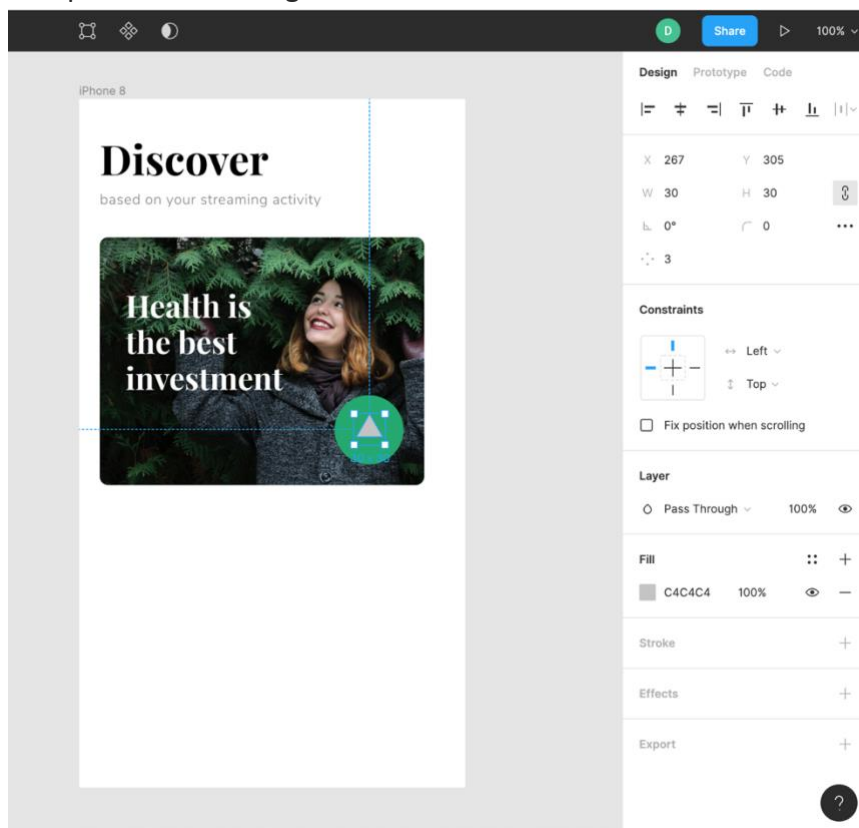 D Share 100%
Design Prototype Code
iPhone 8
Discover
based on your streaming activity
Health is
the best
investment
X 267 Y 305
W 30 H 30
0° 0
3
Constraints
Left
Top
Fix position when scrolling
Layer
Pass Through 100%
Fill
C4C4C4 100%
Stroke
Effects
Export
?